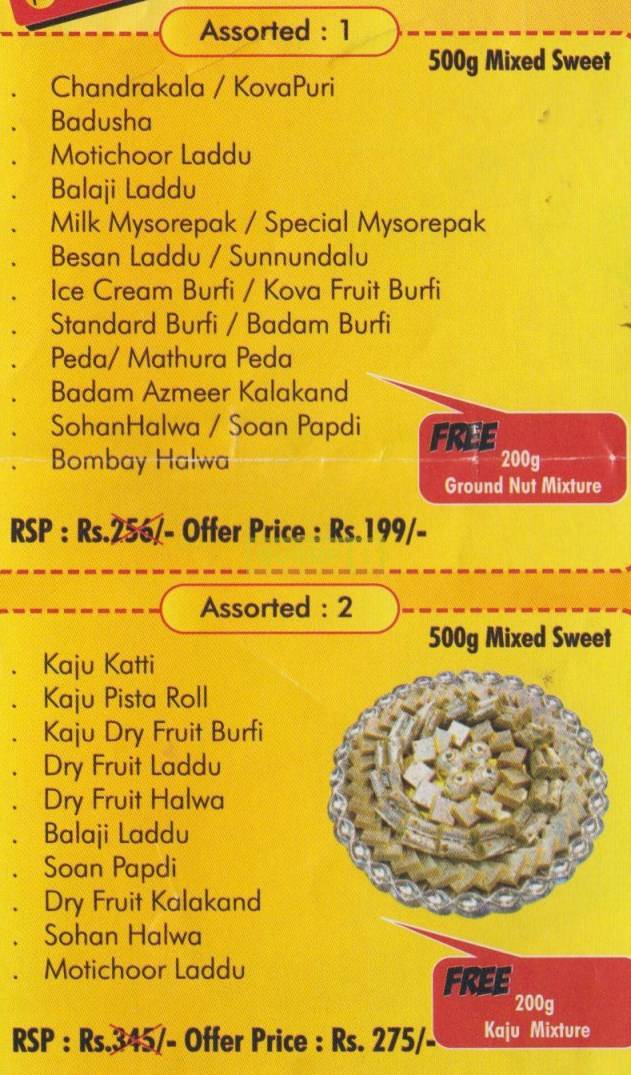 Assorted : 1
500g Mixed Sweet
. Chandrakala / KovaPuri
. Badusha
. Motichoor Laddu
. Balaji Laddu
. Milk Mysorepak / Special Mysorepak
. Besan Laddu / Sunnundalu
. Ice Cream Burfi / Kova Fruit Burfi
. Standard Burfi / Badam Burfi
. Peda/ Mathura Peda
. Badam Azmeer Kalakand
. SohanHalwa / Soan Papdi
. Bombay Halwa
FREE
200g
Ground Nut Mixture
RSP : Rs.256/- Offer Price : Rs.199/-
Assorted : 2
500g Mixed Sweet
. Kaju Katti
. Kaju Pista Roll
. Kaju Dry Fruit Burfi
. Dry Fruit Laddu
. Dry Fruit Halwa
. Balaji Laddu
. Soan Papdi
. Dry Fruit Kalakand
. Sohan Halwa
. Motichoor Laddu
FREE
200g
Kaju Mixture
RSP : Rs.345/- Offer Price : Rs. 275/-